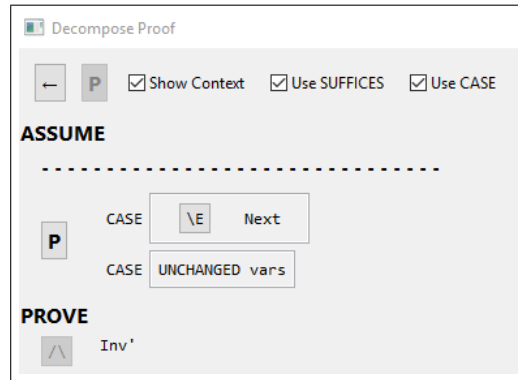 Decompose Proof
← P Show Context Use SUFFICES Use CASE
ASSUME
--------------------------------
CASE \E Next
P
CASE UNCHANGED vars
PROVE
/\ Inv'